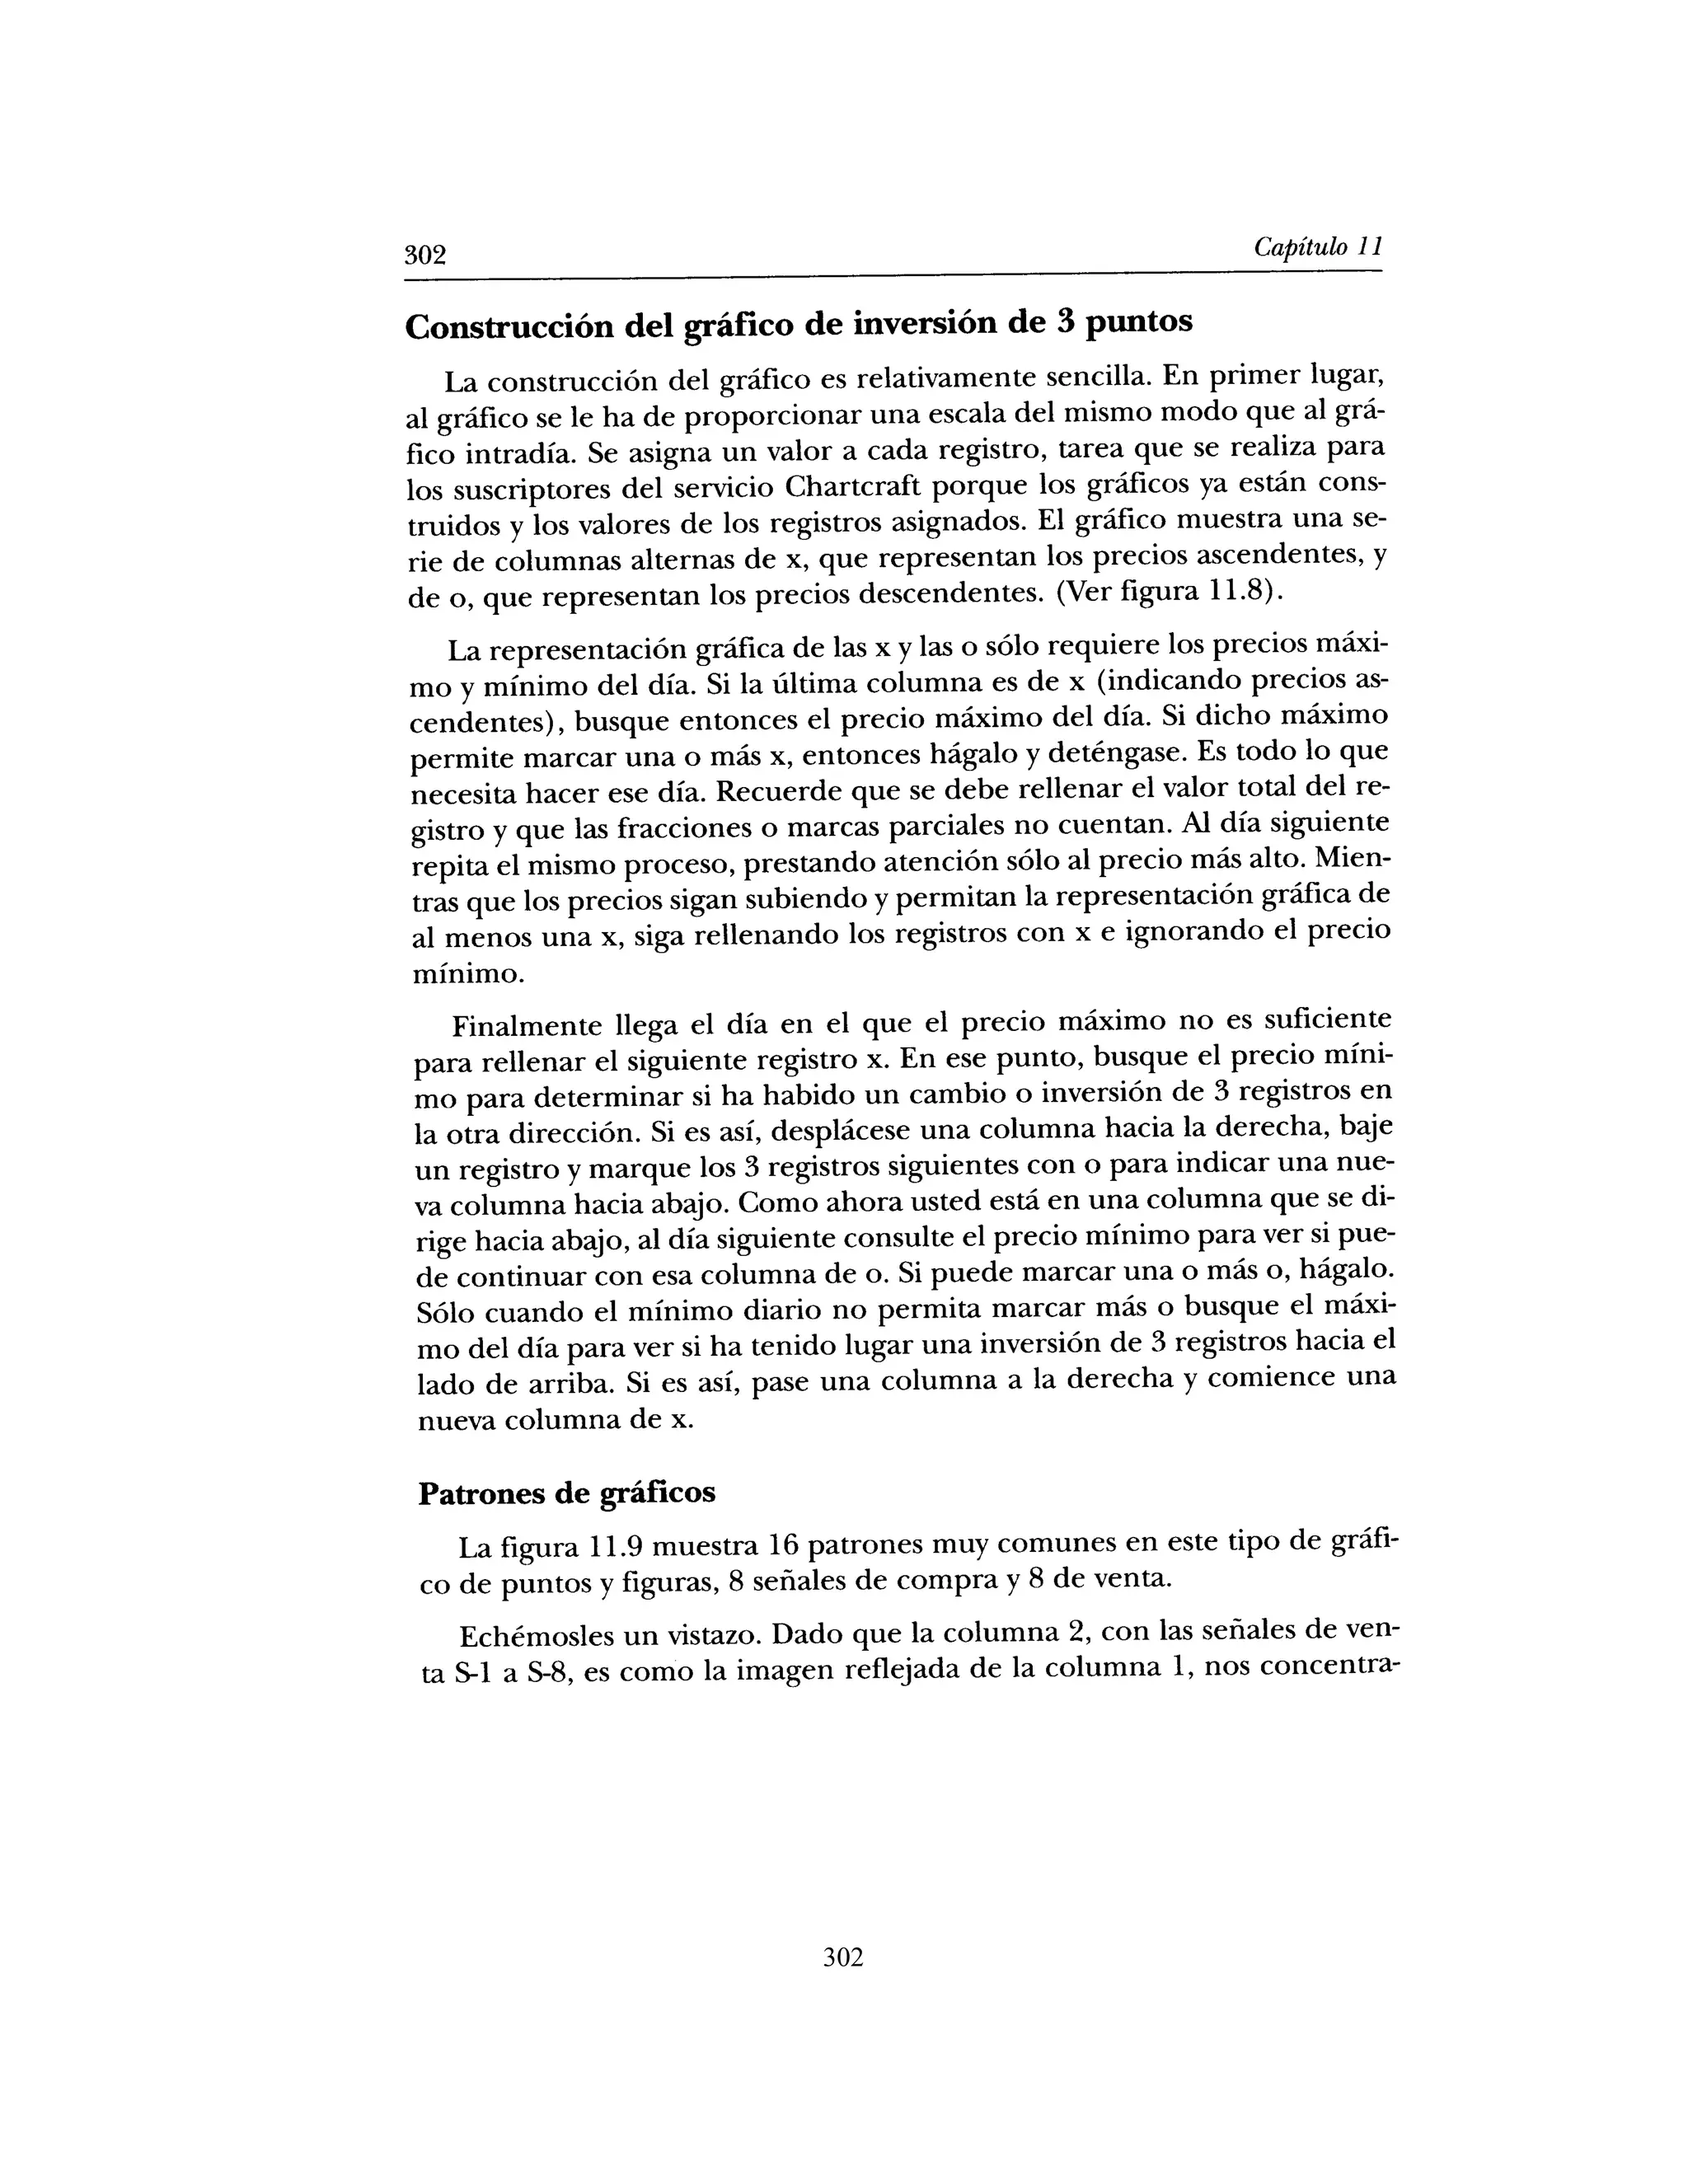 302
Capítulo 11
Construcción del gráfico de inversión de 3 puntos
La construcción del gráfico es relativamente sencilla. En primer lugar,
al gráfico se le ha de proporcionar una escala del mismo modo que al grá-
fico intradía. Se asigna un valor a cada registro, tarea que se realiza para
los suscriptores del servicio Chartcraft porque los gráficos ya están cons-
truidos y los valores de los registros asignados. El gráfico muestra una se-
rie de columnas alternas de x, que representan los precios ascendentes, y
de o, que representan los precios descendentes. (Ver figura 11.8).
La representación gráfica de las x y las o sólo requiere los precios máxi-
mo y mínimo del día. Si la última columna es de x (indicando precios as-
cendentes), busque entonces el precio máximo del día. Si dicho máximo
permite marcar una o más x, entonces hágalo y deténgase. Es todo lo que
necesita hacer ese día. Recuerde que se debe rellenar el valor total del re-
gistro y que las fracciones o marcas parciales no cuentan. Al día siguiente
repita el mismo proceso, prestando atención sólo al precio más alto. Mien-
tras que los precios sigan subiendo y permitan la representación gráfica de
al menos una x, siga rellenando los registros con x e ignorando el precio
mínimo.
Finalmente llega el día en el que el precio máximo no es suficiente
para rellenar el siguiente registro x. En ese punto, busque el precio míni-
mo para determinar si ha habido un cambio o inversión de 3 registros en
la otra dirección. Si es así, desplácese una columna hacia la derecha, baje
un registro y marque los 3 registros siguientes con o para indicar una nue-
va columna hacia abajo. Como ahora usted está en una columna que se di-
rige hacia abajo, al día siguiente consulte el precio mínimo para ver si pue-
de continuar con esa columna de o. Si puede marcar una o más o, hágalo.
Sólo cuando el mínimo diario no permita marcar más o busque el máxi-
mo del día para ver si ha tenido lugar una inversión de 3 registros hacia el
lado de arriba. Si es así, pase una columna a la derecha y comience una
nueva columna de x.
Patrones de gráficos
La figura 11.9 muestra 16 patrones muy comunes en este tipo de gráfi-
co de puntos y figuras, 8 señales de compra y 8 de venta.
Echémosles un vistazo. Dado que la columna 2, con las señales de ven-
ta S-1 a S-8, es como la imagen reflejada de la columna 1, nos concentra-
302